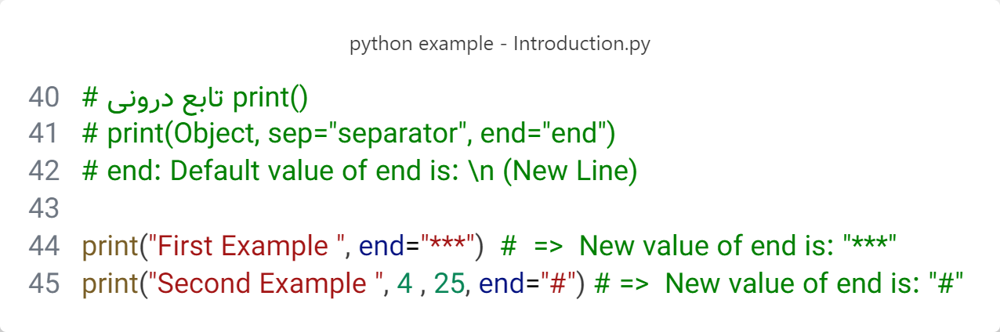 python example - Introduction.py
40 # تابع درونی print()
41 # print(Object, sep="separator", end="end")
42 # end: Default value of end is: \n (New Line)
43
44 print("First Example ", end="***")  #  =>  New value of end is: "***"
45 print("Second Example ", 4 , 25, end="#") # =>  New value of end is: "#"